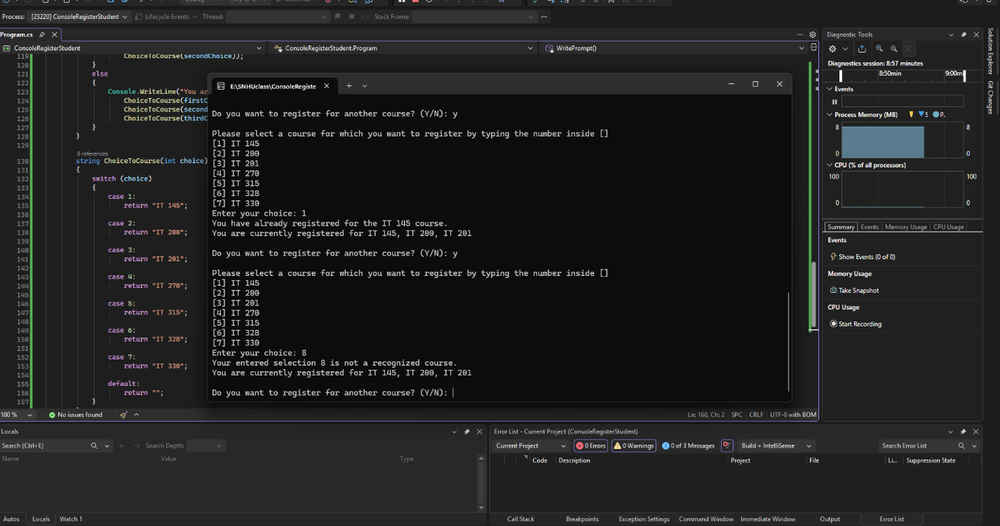 Process: [23220] ConsoleRegisterStudent Lifecycle Events Thread: Stack Frame:
Program.cs
ConsoleRegisterStudent ConsoleRegisterStudent.Program WritePrompt()
119 ChoiceToCourse(secondChoice));
120 }
121 else
122 {
123 Console.WriteLine("You ar
124 ChoiceToCourse(firstC
125 ChoiceToCourse(second
126 ChoiceToCourse(thirdC
127 }
128 }
129
8 references
130 string ChoiceToCourse(int choice)
131 {
132 switch (choice)
133 {
134 case 1:
135 return "IT 145";
136
137 case 2:
138 return "IT 200";
139
140 case 3:
141 return "IT 201";
142
143 case 4:
144 return "IT 270";
145
146 case 5:
147 return "IT 315";
148
149 case 6:
150 return "IT 328";
151
152 case 7:
153 return "IT 330";
154
155 default:
156 return "";
157 }
100 % No issues found Ln: 160, Ch: 2 SPC CRLF UTF-8 with BOM
E:\SNHUclass\ConsoleRegiste
Do you want to register for another course? (Y/N): y
Please select a course for which you want to register by typing the number inside []
[1] IT 145
[2] IT 200
[3] IT 201
[4] IT 270
[5] IT 315
[6] IT 328
[7] IT 330
Enter your choice: 1
You have already registered for the IT 145 course.
You are currently registered for IT 145, IT 200, IT 201
Do you want to register for another course? (Y/N): y
Please select a course for which you want to register by typing the number inside []
[1] IT 145
[2] IT 200
[3] IT 201
[4] IT 270
[5] IT 315
[6] IT 328
[7] IT 330
Enter your choice: 8
Your entered selection 8 is not a recognized course.
You are currently registered for IT 145, IT 200, IT 201
Do you want to register for another course? (Y/N):
Diagnostic Tools
Diagnostics session: 8:57 minutes
8:50min 9:00min
Events
Process Memory (MB) S P.
8 8
0 0
CPU (% of all processors)
100 100
0 0
Summary Events Memory Usage CPU Usage
Events
Show Events (0 of 0)
Memory Usage
Take Snapshot
CPU Usage
Start Recording
Solution Explorer
Git Changes
Locals
Search (Ctrl+E) Search Depth:
Name Value Type
Autos Locals Watch 1
Error List - Current Project (ConsoleRegisterStudent)
Current Project 0 Errors 0 Warnings 0 of 3 Messages Build + IntelliSense Search Error List
Code Description Project File Li... Suppression State
Call Stack Breakpoints Exception Settings Command Window Immediate Window Output Error List